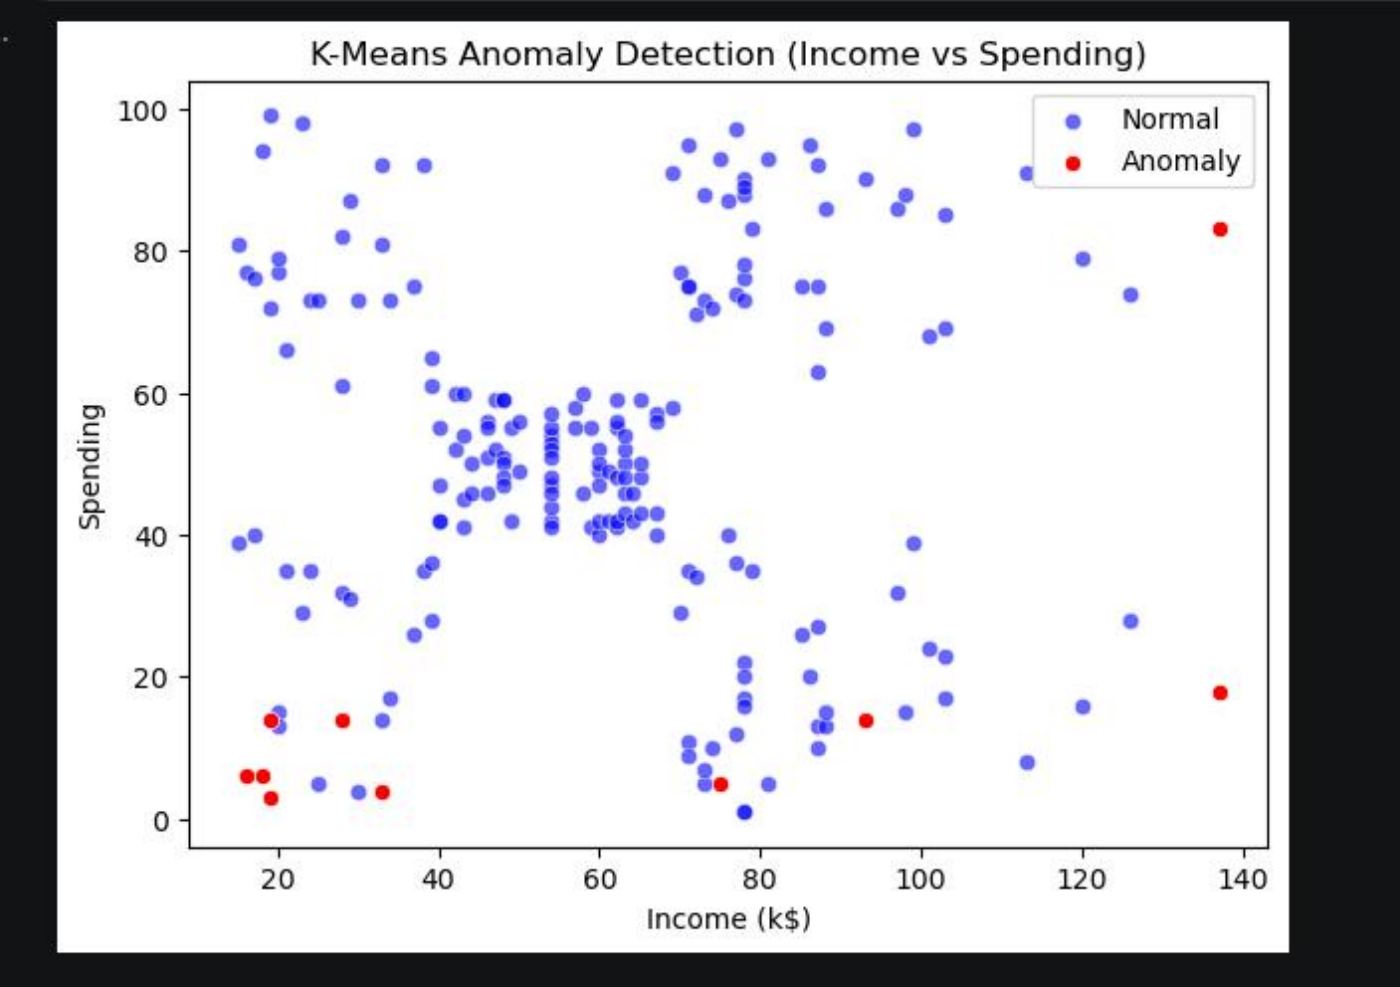 K-Means Anomaly Detection (Income vs Spending)
Normal
Anomaly
100
80
60
40
20
0
Spending
20 40 60 80 100 120 140
Income (k$)